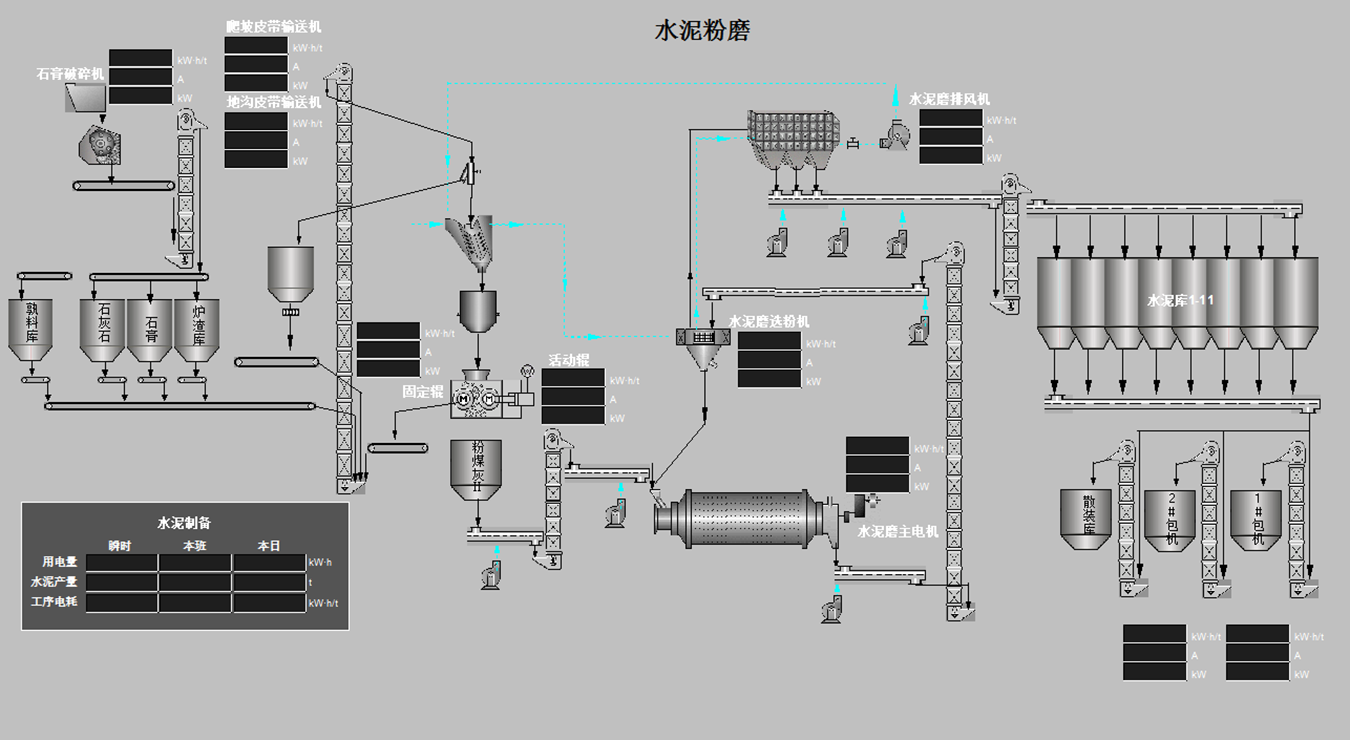 水泥粉磨
爬坡皮带输送机
kW·h/t
A
kW
石膏破碎机
kW·h/t
A
kW
地沟皮带输送机
kW·h/t
A
kW
水泥磨排风机
kW·h/t
A
kW
熟料库
石灰石
石膏
炉渣库
kW·h/t
A
kW
固定辊
M
M
W
活动辊
kW·h/t
A
kW
水泥磨选粉机
kW·h/t
A
kW
水泥库1-11
粉煤灰II
kW·h/t
A
kW
水泥磨主电机
散装库
2#包机
1#包机
水泥制备
瞬时 本班 本日
用电量 kW·h
水泥产量 t
工序电耗 kW·h/t
kW·h/t
A
kW
kW·h/t
A
kW